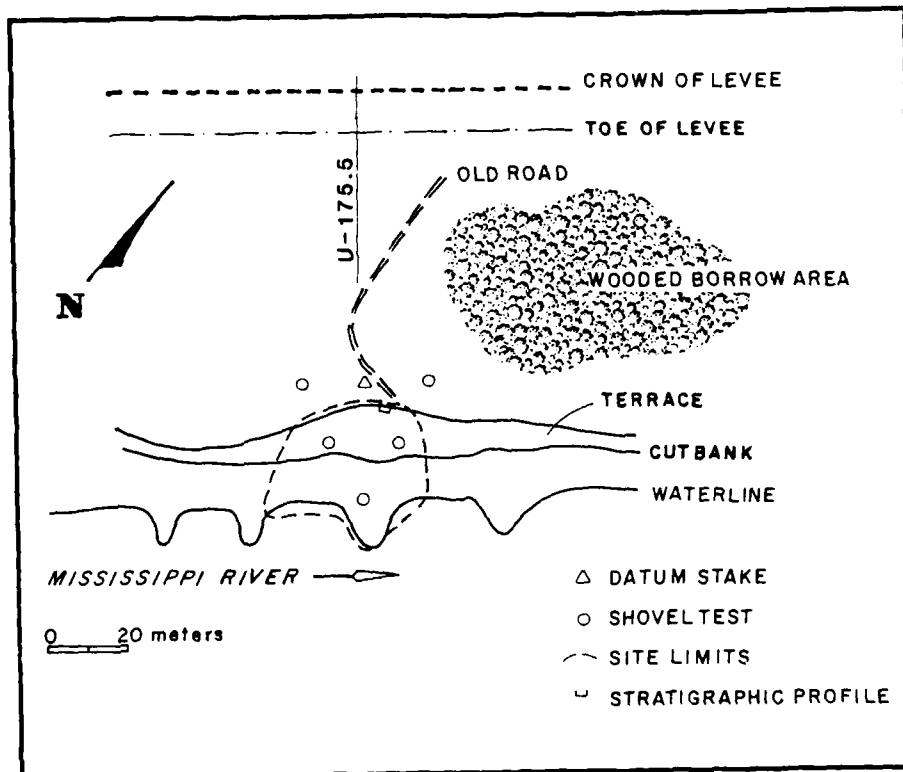 CROWN OF LEVEE
TOE OF LEVEE
U-175.5
OLD ROAD
WOODED BORROW AREA
N
TERRACE
CUTBANK
WATERLINE
MISSISSIPPI RIVER
0 20 meters
DATUM STAKE
SHOVEL TEST
SITE LIMITS
STRATIGRAPHIC PROFILE